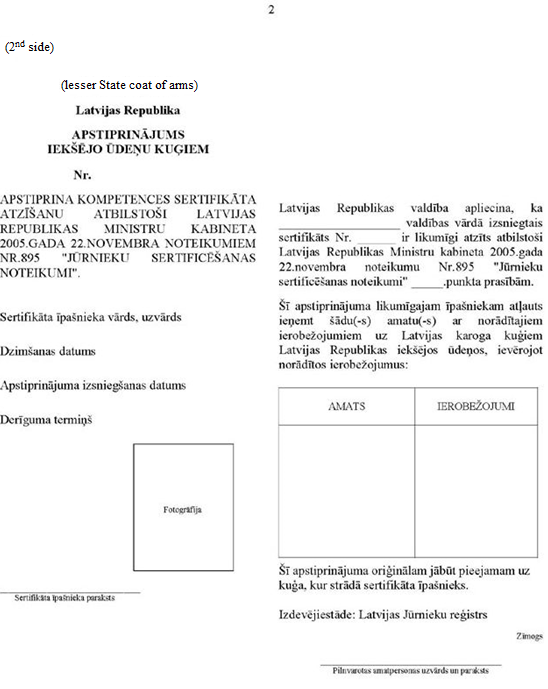 2
(2nd side)
(lesser State coat of arms)
Latvijas Republika
APSTIPRINĀJUMS
IEKŠĒJO ŪDEŅU KUĢIEM
Nr.
APSTIPRINA KOMPETENCES SERTIFIKĀTA
ATZĪŠANU ATBILSTOŠI LATVIJAS
REPUBLIKAS MINISTRU KABINETA
2005.GADA 22.NOVEMBRA NOTEIKUMIEM
NR.895 "JŪRNIEKU SERTIFICĒŠANAS
NOTEIKUMI".
Sertifikāta īpašnieka vārds, uzvārds
Dzimšanas datums
Apstiprinājuma izsniegšanas datums
Derīguma termiņš
Fotogrāfija
Sertifikāta īpašnieka paraksts
Latvijas Republikas valdība apliecina, ka
____________________ valdības vārdā izsniegtais
sertifikāts Nr. _______ ir likumīgi atzīts atbilstoši
Latvijas Republikas Ministru kabineta 2005.gada
22.novembra noteikumu Nr.895 "Jūrnieku
sertificēšanas noteikumi" _____.punkta prasībām.
Šī apstiprinājuma likumīgajam īpašniekam atļauts
ieņemt šādu(-s) amatu(-s) ar norādītajiem
ierobežojumiem uz Latvijas karoga kuģiem
Latvijas Republikas iekšējos ūdeņos, ievērojot
norādītos ierobežojumus:
AMATS IEROBEŽOJUMI
Šī apstiprinājuma oriģinālam jābūt pieejamam uz
kuģa, kur strādā sertifikāta īpašnieks.
Izdevējiestāde: Latvijas Jūrnieku reģistrs
Zīmogs
Pilnvarotas amatpersonas uzvārds un paraksts